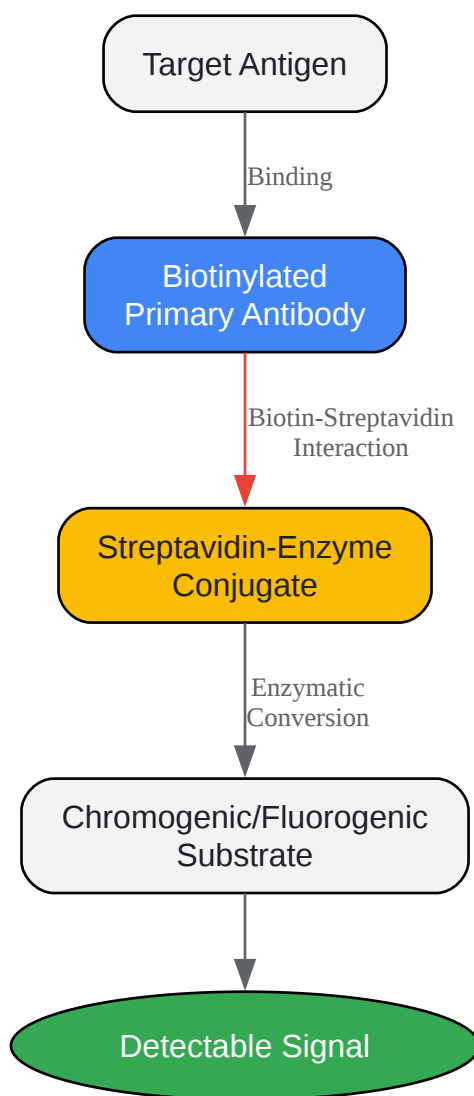 Target Antigen
Binding
Biotinylated
Primary Antibody
Biotin-Streptavidin
Interaction
Streptavidin-Enzyme
Conjugate
Enzymatic
Conversion
Chromogenic/Fluorogenic
Substrate
Detectable Signal